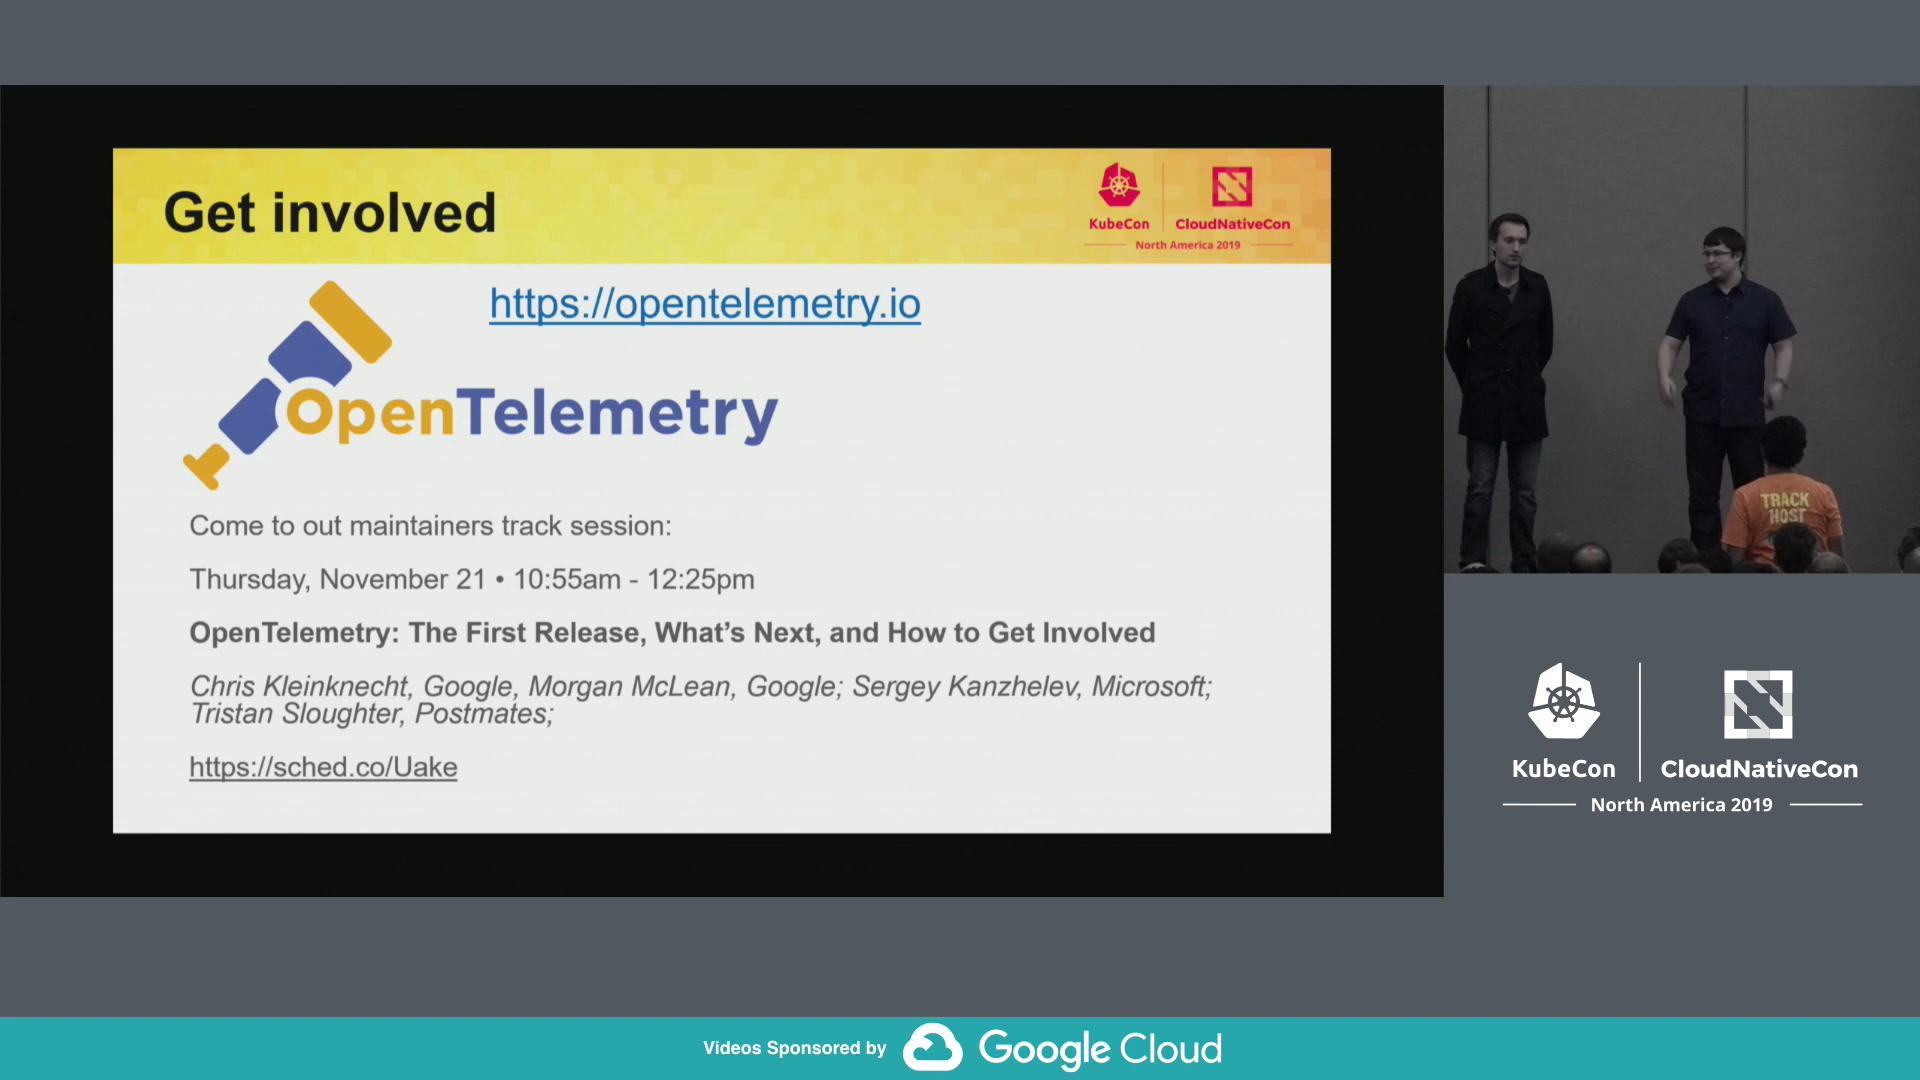 Get involved
KubeCon
CloudNativeCon
North America 2019
https://opentelemetry.io
OpenTelemetry
Come to out maintainers track session:
Thursday, November 21 • 10:55am - 12:25pm
OpenTelemetry: The First Release, What's Next, and How to Get Involved
Chris Kleinknecht, Google, Morgan McLean, Google; Sergey Kanzhelev, Microsoft;
Tristan Sloughter, Postmates;
https://sched.co/Uake
TRACK
HOST
KubeCon
CloudNativeCon
North America 2019
Videos Sponsored by Google Cloud